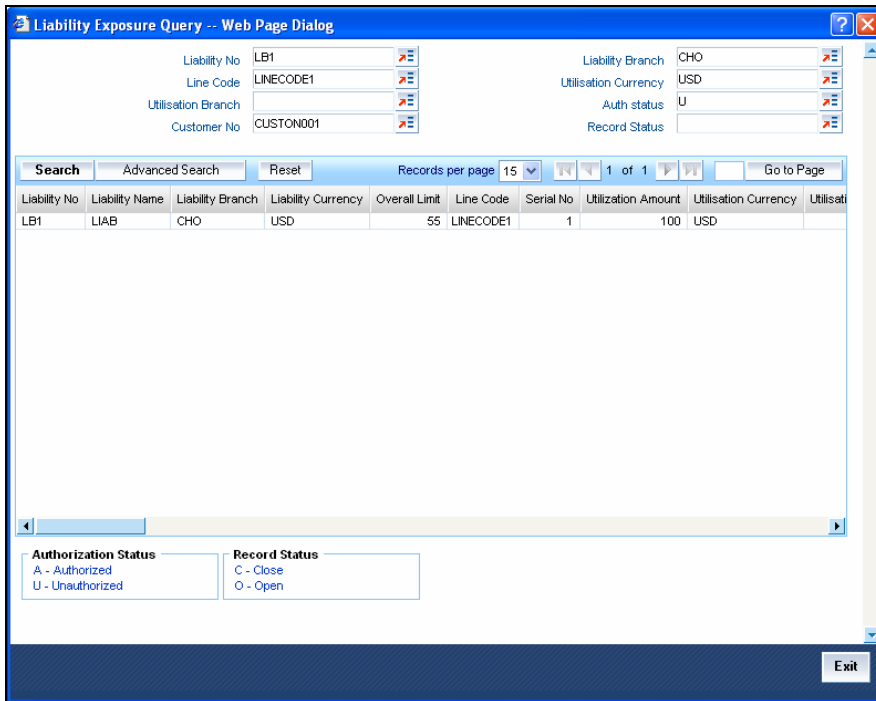 Liability Exposure Query -- Web Page Dialog
Liability No LB1 Liability Branch CHO
Line Code LINECODE1 Utilisation Currency USD
Utilisation Branch Auth status U
Customer No CUSTON001 Record Status
Search Advanced Search Reset Records per page 15 1 of 1 Go to Page
Liability No Liability Name Liability Branch Liability Currency Overall Limit Line Code Serial No Utilization Amount Utilisation Currency Utilisati
LB1 LIAB CHO USD 55 LINECODE1 1 100 USD
Authorization Status Record Status
A - Authorized C - Close
U - Unauthorized O - Open
Exit